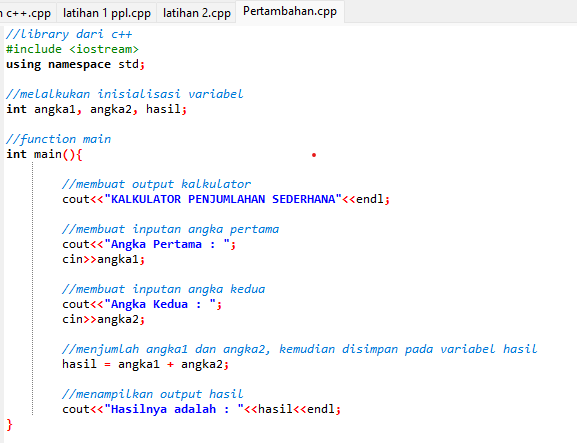 n c++.cpp latihan 1 ppl.cpp latihan 2.cpp Pertambahan.cpp
//library dari c++
#include <iostream>
using namespace std;
//melalkukan inisialisasi variabel
int angka1, angka2, hasil;
//function main
int main(){
//membuat output kalkulator
cout<<"KALKULATOR PENJUMLAHAN SEDERHANA"<<endl;
//membuat inputan angka pertama
cout<<"Angka Pertama : ";
cin>>angka1;
//membuat inputan angka kedua
cout<<"Angka Kedua : ";
cin>>angka2;
//menjumlah angka1 dan angka2, kemudian disimpan pada variabel hasil
hasil = angka1 + angka2;
//menampilkan output hasil
cout<<"Hasilnya adalah : "<<hasil<<endl;
}